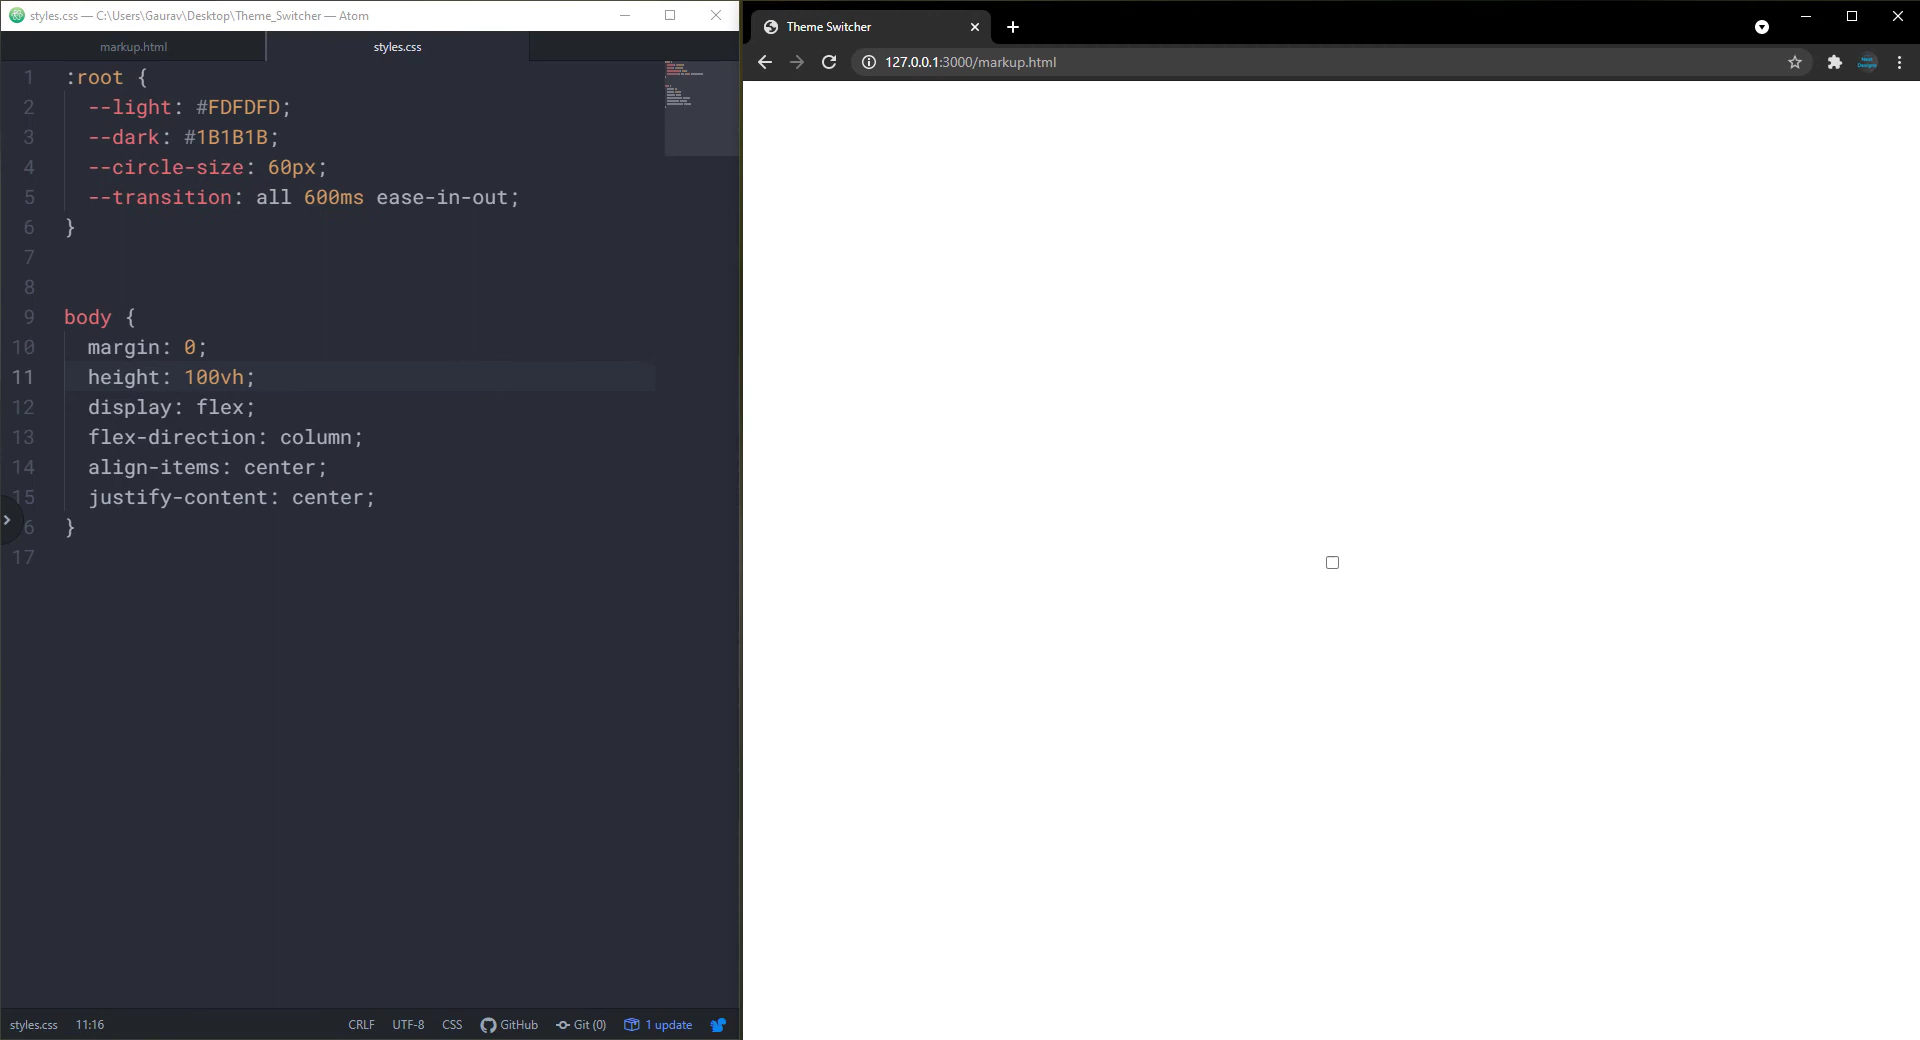 styles.css — C:\Users\Gaurav\Desktop\Theme_Switcher — Atom
markup.html
styles.css
1 :root {
2 --light: #FDFDFD;
3 --dark: #1B1B1B;
4 --circle-size: 60px;
5 --transition: all 600ms ease-in-out;
6 }
7
8
9 body {
10 margin: 0;
11 height: 100vh;
12 display: flex;
13 flex-direction: column;
14 align-items: center;
15 justify-content: center;
6 }
17
styles.css 11:16 CRLF UTF-8 CSS GitHub Git (0) 1 update
Theme Switcher
127.0.0.1:3000/markup.html